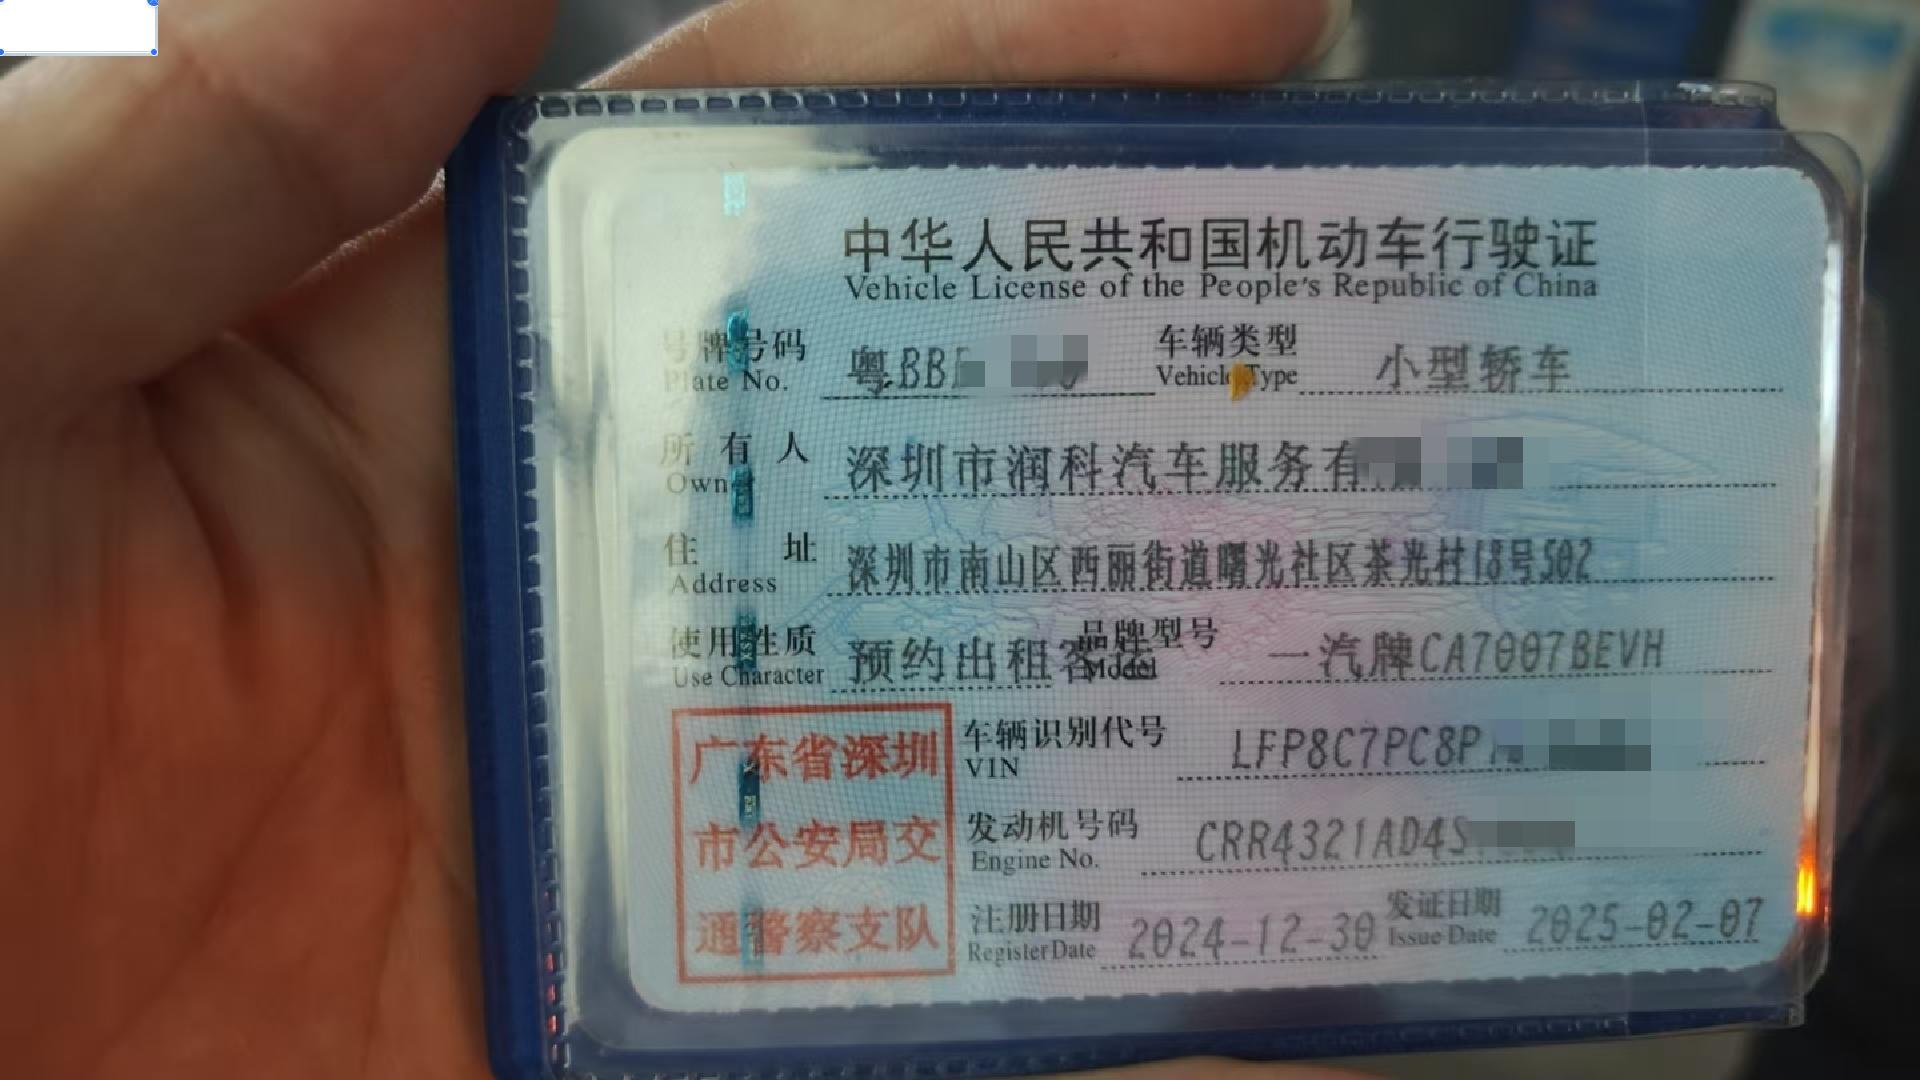 中华人民共和国机动车行驶证
Vehicle License of the People's Republic of China
号牌号码 粤BB 车辆类型 小型轿车
Plate No. Vehicle Type
所有人 深圳市润科汽车服务有
Owner
住址 深圳市南山区西丽街道曙光社区茶光村18号502
Address
使用性质 预约出租客 品牌型号 一汽牌CA7007BEVH
Use Character Model
车辆识别代号 LFP8C7PC8P
VIN
发动机号码 CRR4321AD4S
Engine No.
注册日期 2024-12-30 发证日期 2025-02-07
Register Date Issue Date
广东省深圳
市公安局交
通警察支队